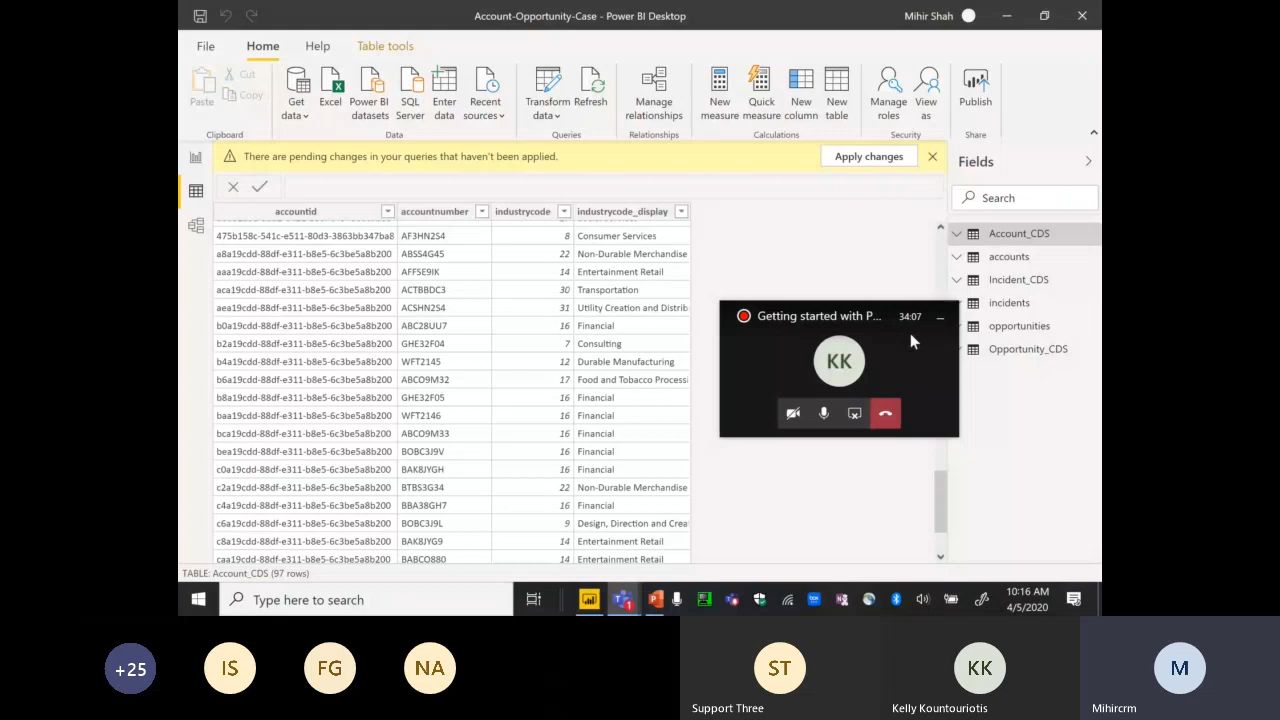 Account-Opportunity-Case - Power BI Desktop
Mihir Shah
File Home Help Table tools
Paste
Cut
Copy
Get data
Excel
Power BI datasets
SQL Server
Enter data
Recent sources
Transform data
Refresh
Manage relationships
New measure
Quick measure
New column
New table
Manage roles
View as
Publish
Clipboard Data Queries Relationships Calculations Security Share
There are pending changes in your queries that haven't been applied.
Apply changes
Fields
Search
Account_CDS
accounts
Incident_CDS
incidents
opportunities
Opportunity_CDS
accountid accountnumber industrycode industrycode_display
475b158c-541c-e511-80d3-3863bb347ba8 AF3HN2S4 8 Consumer Services
a8a19cdd-88df-e311-b8e5-6c3be5a8b200 ABSS4G45 22 Non-Durable Merchandise
aaa19cdd-88df-e311-b8e5-6c3be5a8b200 AFFSE9IK 14 Entertainment Retail
aca19cdd-88df-e311-b8e5-6c3be5a8b200 ACTBBDC3 30 Transportation
aea19cdd-88df-e311-b8e5-6c3be5a8b200 ACSHN2S4 31 Utility Creation and Distrib
b0a19cdd-88df-e311-b8e5-6c3be5a8b200 ABC28UU7 16 Financial
b2a19cdd-88df-e311-b8e5-6c3be5a8b200 GHE32F04 7 Consulting
b4a19cdd-88df-e311-b8e5-6c3be5a8b200 WFT2145 12 Durable Manufacturing
b6a19cdd-88df-e311-b8e5-6c3be5a8b200 ABCO9M32 17 Food and Tobacco Processi
b8a19cdd-88df-e311-b8e5-6c3be5a8b200 GHE32F05 16 Financial
baa19cdd-88df-e311-b8e5-6c3be5a8b200 WFT2146 16 Financial
bca19cdd-88df-e311-b8e5-6c3be5a8b200 ABCO9M33 16 Financial
bea19cdd-88df-e311-b8e5-6c3be5a8b200 BOBC3J9V 16 Financial
c0a19cdd-88df-e311-b8e5-6c3be5a8b200 BAK8JYGH 16 Financial
c2a19cdd-88df-e311-b8e5-6c3be5a8b200 BTBS3G34 22 Non-Durable Merchandise
c4a19cdd-88df-e311-b8e5-6c3be5a8b200 BBA38GH7 16 Financial
c6a19cdd-88df-e311-b8e5-6c3be5a8b200 BOBC3J9L 9 Design, Direction and Crea
c8a19cdd-88df-e311-b8e5-6c3be5a8b200 BAK8JYG9 14 Entertainment Retail
caa19cdd-88df-e311-b8e5-6c3be5a8b200 BABCO880 14 Entertainment Retail
Getting started with P... 34:07
KK
TABLE: Account_CDS (97 rows)
Type here to search
10:16 AM
4/5/2020
+25 IS FG NA ST KK M
Support Three Kelly Kountouriotis Mihircrm